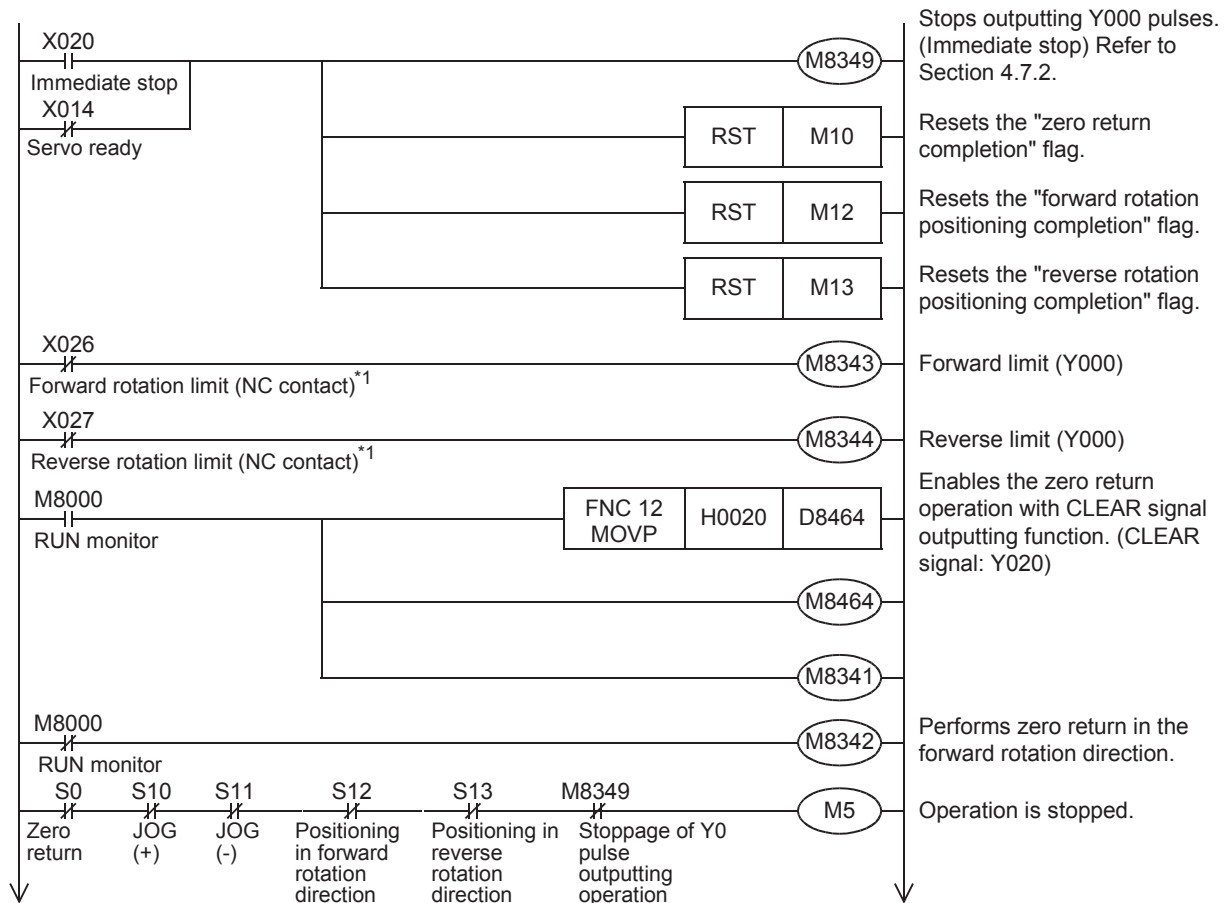 X020
Immediate stop
X014
Servo ready
M8349
Stops outputting Y000 pulses.
(Immediate stop) Refer to
Section 4.7.2.
RST M10
Resets the "zero return
completion" flag.
RST M12
Resets the "forward rotation
positioning completion" flag.
RST M13
Resets the "reverse rotation
positioning completion" flag.
X026
Forward rotation limit (NC contact)*1
M8343
Forward limit (Y000)
X027
Reverse rotation limit (NC contact)*1
M8344
Reverse limit (Y000)
M8000
RUN monitor
FNC 12
MOVP
H0020
D8464
Enables the zero return
operation with CLEAR signal
outputting function. (CLEAR
signal: Y020)
M8464
M8341
M8000
RUN monitor
M8342
Performs zero return in the
forward rotation direction.
S0
Zero
return
S10
JOG
(+)
S11
JOG
(-)
S12
Positioning
in forward
rotation
direction
S13
Positioning in
reverse
rotation
direction
M8349
Stoppage of Y0
pulse
outputting
operation
M5
Operation is stopped.